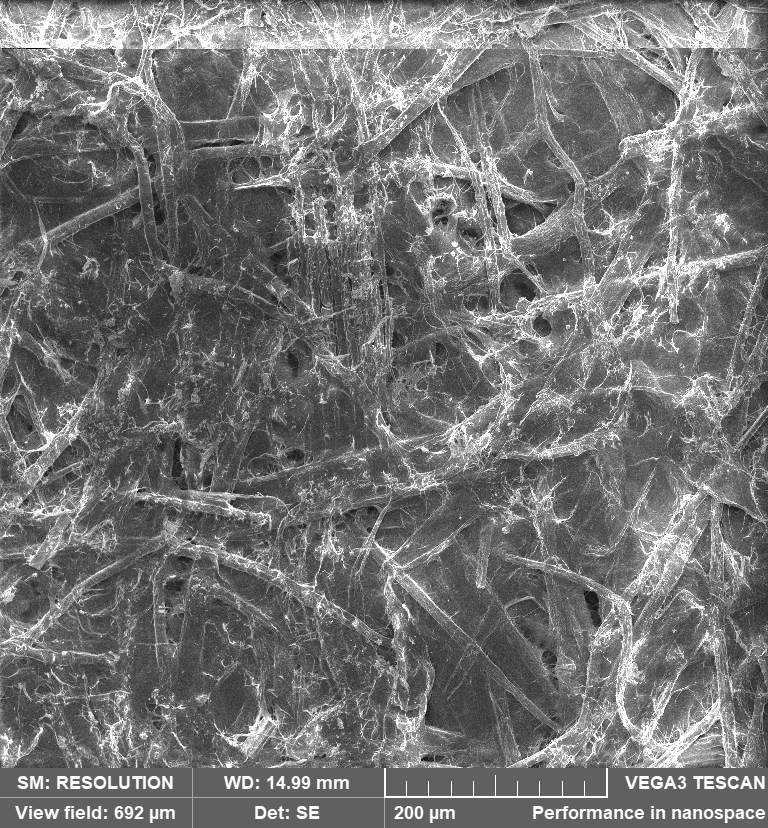 SM: RESOLUTION WD: 14.99 mm VEGA3 TESCAN
View field: 692 µm Det: SE 200 µm Performance in nanospace